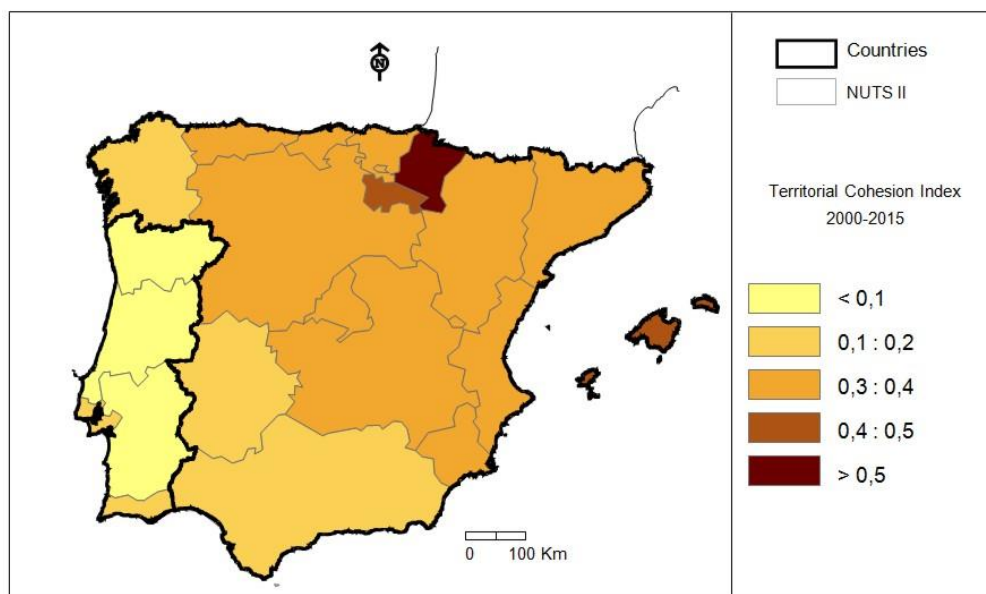 N
Countries
NUTS II
Territorial Cohesion Index
2000-2015
< 0,1
0,1 : 0,2
0,3 : 0,4
0,4 : 0,5
> 0,5
0 100 Km